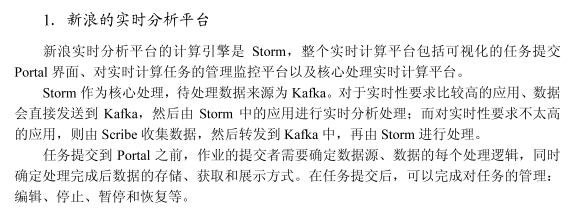 1．新浪的实时分析平台
新浪实时分析平台的计算引擎是 Storm，整个实时计算平台包括可视化的任务提交
Portal 界面、对实时计算任务的管理监控平台以及核心处理实时计算平台。
Storm 作为核心处理，待处理数据来源为 Kafka。对于实时性要求比较高的应用、数据
会直接发送到 Kafka，然后由 Storm 中的应用进行实时分析处理；而对实时性要求不太高
的应用，则由 Scribe 收集数据，然后转发到 Kafka 中，再由 Storm 进行处理。
任务提交到 Portal 之前，作业的提交者需要确定数据源、数据的每个处理逻辑，同时
确定处理完成后数据的存储、获取和展示方式。在任务提交后，可以完成对任务的管理：
编辑、停止、暂停和恢复等。